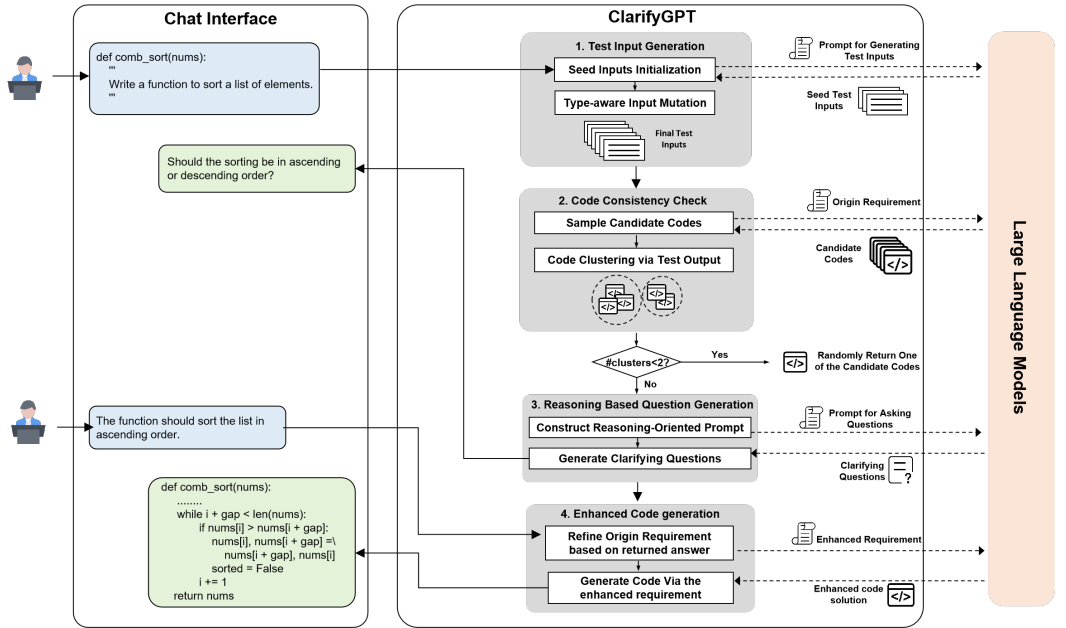 Chat Interface
ClarifyGPT
def comb_sort(nums):
'''
Write a function to sort a list of elements.
'''
1. Test Input Generation
Seed Inputs Initialization
Type-aware Input Mutation
Final Test
Inputs
Prompt for Generating
Test Inputs
Seed Test
Inputs
Should the sorting be in ascending
or descending order?
2. Code Consistency Check
Sample Candidate Codes
Code Clustering via Test Output
</>
</>
</>
</>
</>
Origin Requirement
Candidate
Codes
</>
Large Language Models
#clusters<2?
Yes
No
</>
Randomly Return One
of the Candidate Codes
The function should sort the list in
ascending order.
3. Reasoning Based Question Generation
Construct Reasoning-Oriented Prompt
Generate Clarifying Questions
Prompt for Asking
Questions
Clarifying
Questions
?
def comb_sort(nums):
........
while i + gap < len(nums):
if nums[i] > nums[i + gap]:
nums[i], nums[i + gap] =\
nums[i + gap], nums[i]
sorted = False
i += 1
return nums
4. Enhanced Code generation
Refine Origin Requirement
based on returned answer
Generate Code Via the
enhanced requirement
Enhanced Requirement
Enhanced code
solution
</>